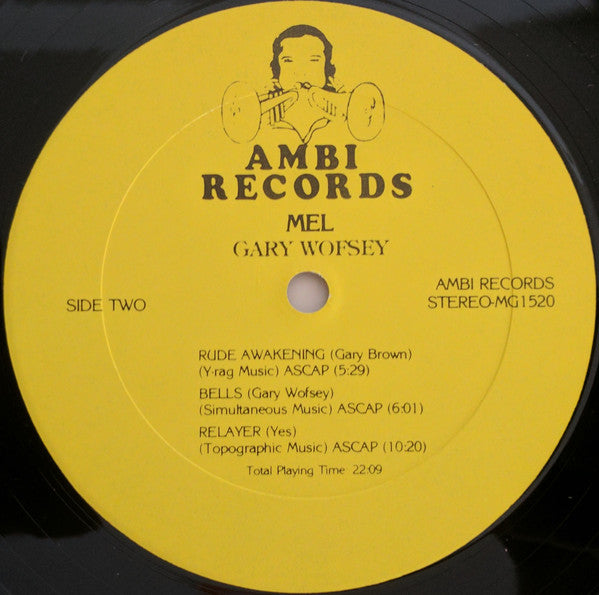 AMBI
RECORDS
MEL
GARY WOFSEY
SIDE TWO
AMBI RECORDS
STEREO-MG1520
RUDE AWAKENING (Gary Brown)
(Y-rag Music) ASCAP (5:29)
BELLS (Gary Wofsey)
(Simultaneous Music) ASCAP (6:01)
RELAYER (Yes)
(Topographic Music) ASCAP (10:20)
Total Playing Time 22:09